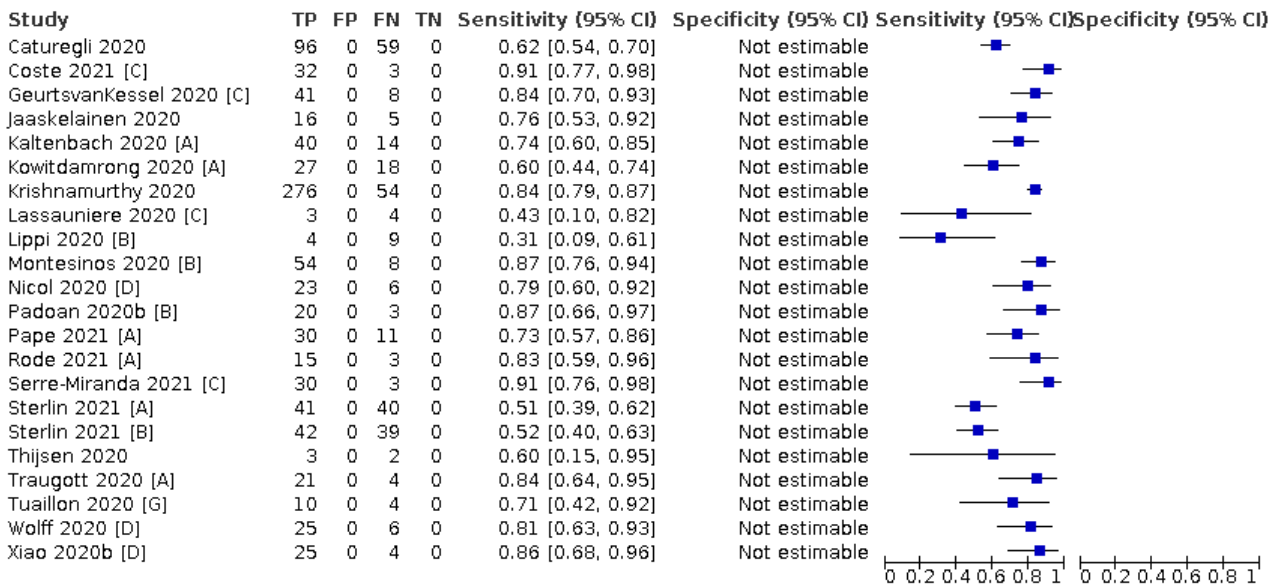 Study TP FP FN TN Sensitivity (95% CI) Specificity (95% CI) Sensitivity (95% CI)Specificity (95% CI)
Caturegli 2020 96 0 59 0 0.62 [0.54, 0.70] Not estimable
Coste 2021 [C] 32 0 3 0 0.91 [0.77, 0.98] Not estimable
GeurtsvanKessel 2020 [C] 41 0 8 0 0.84 [0.70, 0.93] Not estimable
Jaaskelainen 2020 16 0 5 0 0.76 [0.53, 0.92] Not estimable
Kaltenbach 2020 [A] 40 0 14 0 0.74 [0.60, 0.85] Not estimable
Kowitdamrong 2020 [A] 27 0 18 0 0.60 [0.44, 0.74] Not estimable
Krishnamurthy 2020 276 0 54 0 0.84 [0.79, 0.87] Not estimable
Lassauniere 2020 [C] 3 0 4 0 0.43 [0.10, 0.82] Not estimable
Lippi 2020 [B] 4 0 9 0 0.31 [0.09, 0.61] Not estimable
Montesinos 2020 [B] 54 0 8 0 0.87 [0.76, 0.94] Not estimable
Nicol 2020 [D] 23 0 6 0 0.79 [0.60, 0.92] Not estimable
Padoan 2020b [B] 20 0 3 0 0.87 [0.66, 0.97] Not estimable
Pape 2021 [A] 30 0 11 0 0.73 [0.57, 0.86] Not estimable
Rode 2021 [A] 15 0 3 0 0.83 [0.59, 0.96] Not estimable
Serre-Miranda 2021 [C] 30 0 3 0 0.91 [0.76, 0.98] Not estimable
Sterlin 2021 [A] 41 0 40 0 0.51 [0.39, 0.62] Not estimable
Sterlin 2021 [B] 42 0 39 0 0.52 [0.40, 0.63] Not estimable
Thijsen 2020 3 0 2 0 0.60 [0.15, 0.95] Not estimable
Traugott 2020 [A] 21 0 4 0 0.84 [0.64, 0.95] Not estimable
Tuaillon 2020 [G] 10 0 4 0 0.71 [0.42, 0.92] Not estimable
Wolff 2020 [D] 25 0 6 0 0.81 [0.63, 0.93] Not estimable
Xiao 2020b [D] 25 0 4 0 0.86 [0.68, 0.96] Not estimable
0 0.2 0.4 0.6 0.8 1 0 0.2 0.4 0.6 0.8 1